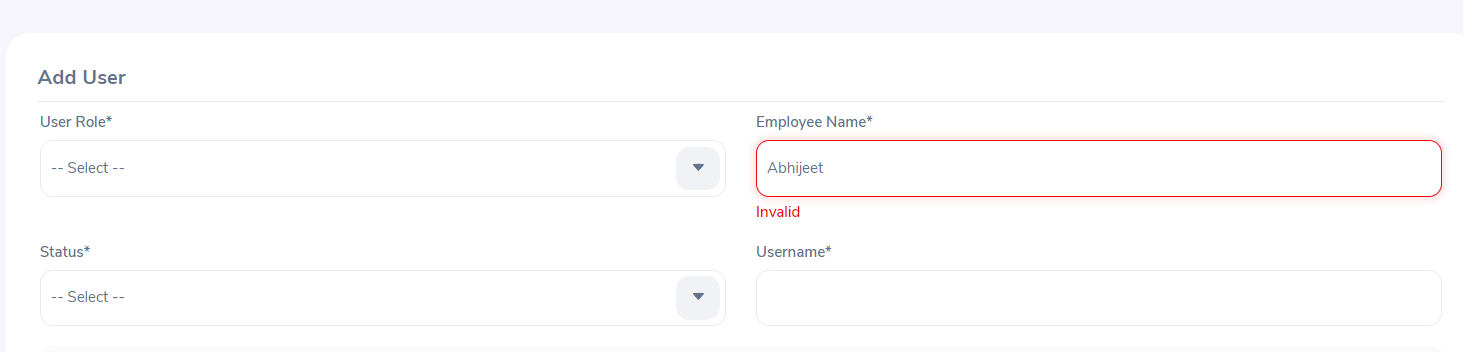 Add User
User Role*
Employee Name*
-- Select --
Abhijeet
Invalid
Status*
Username*
-- Select --